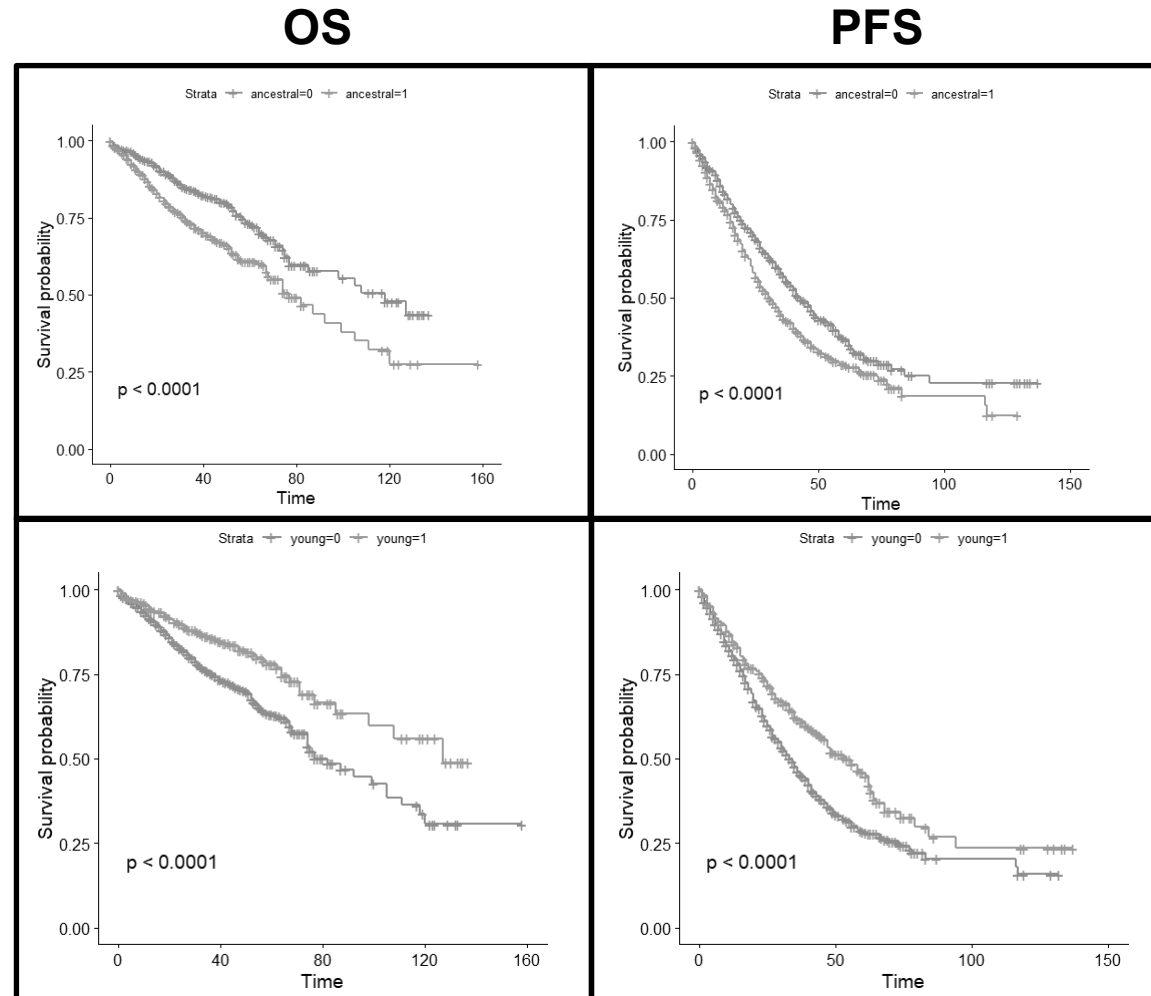 OS
PFS
Strata ancestral=0 ancestral=1
1.00
0.75
0.50
0.25
0.00
Survival probability
p < 0.0001
0 40 80 120 160
Time
Strata ancestral=0 ancestral=1
1.00
0.75
0.50
0.25
0.00
Survival probability
p < 0.0001
0 50 100 150
Time
Strata young=0 young=1
1.00
0.75
0.50
0.25
0.00
Survival probability
p < 0.0001
0 40 80 120 160
Time
Strata young=0 young=1
1.00
0.75
0.50
0.25
0.00
Survival probability
p < 0.0001
0 50 100 150
Time